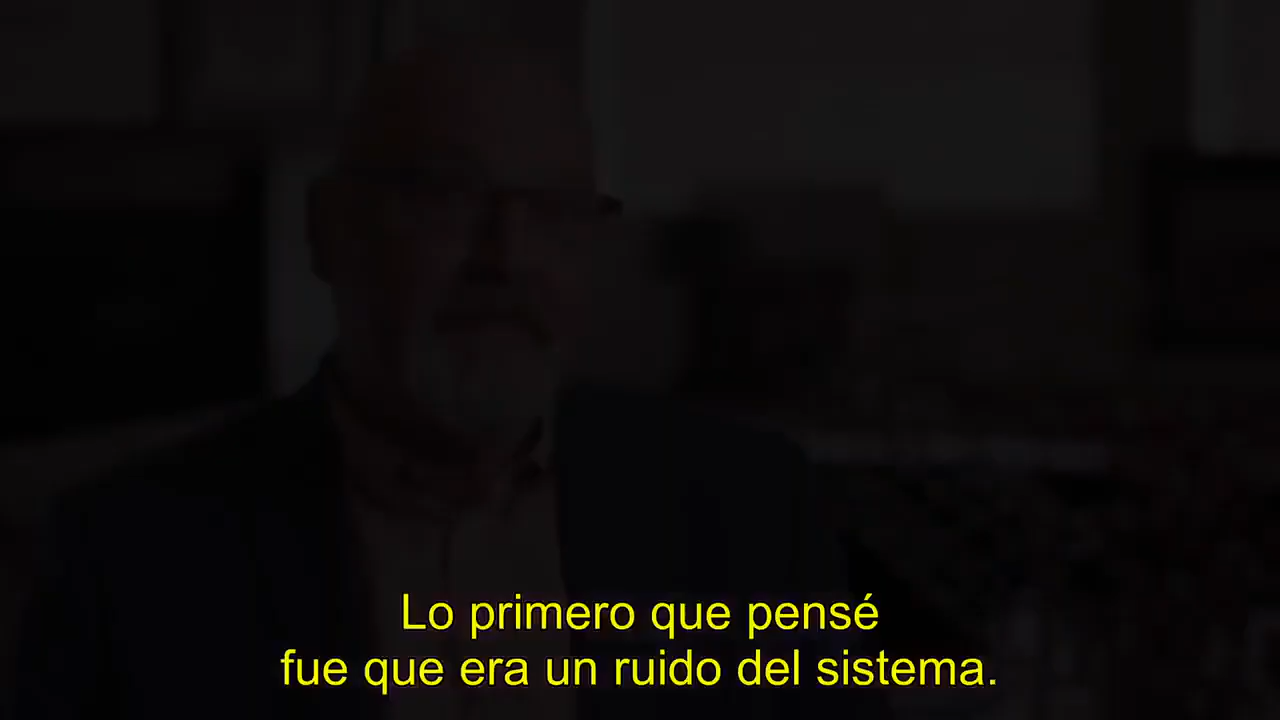 Lo primero que pensé
fue que era un ruido del sistema.